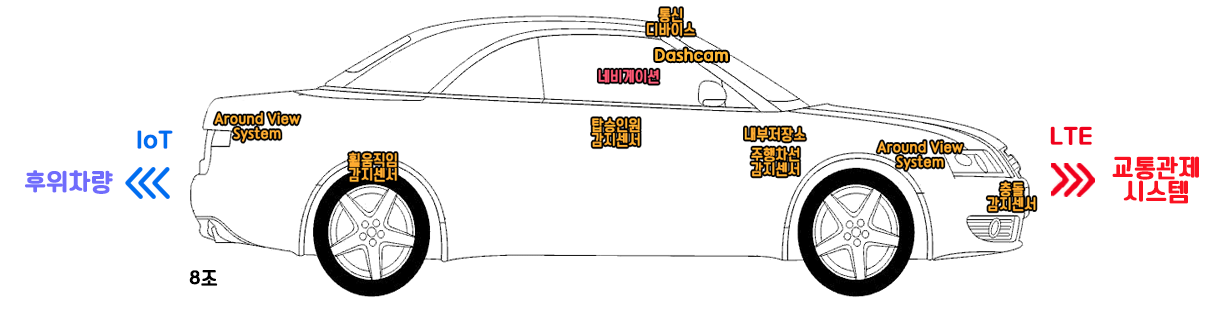 통신
디바이스
Dashcam
네비게이션
Around View
System
탑승인원
감지센서
내부저장소
주행차선
감지센서
Around View
System
IoT
후위차량
휠움직임
감지센서
LTE
교통관제
시스템
충돌
감지센서
8조